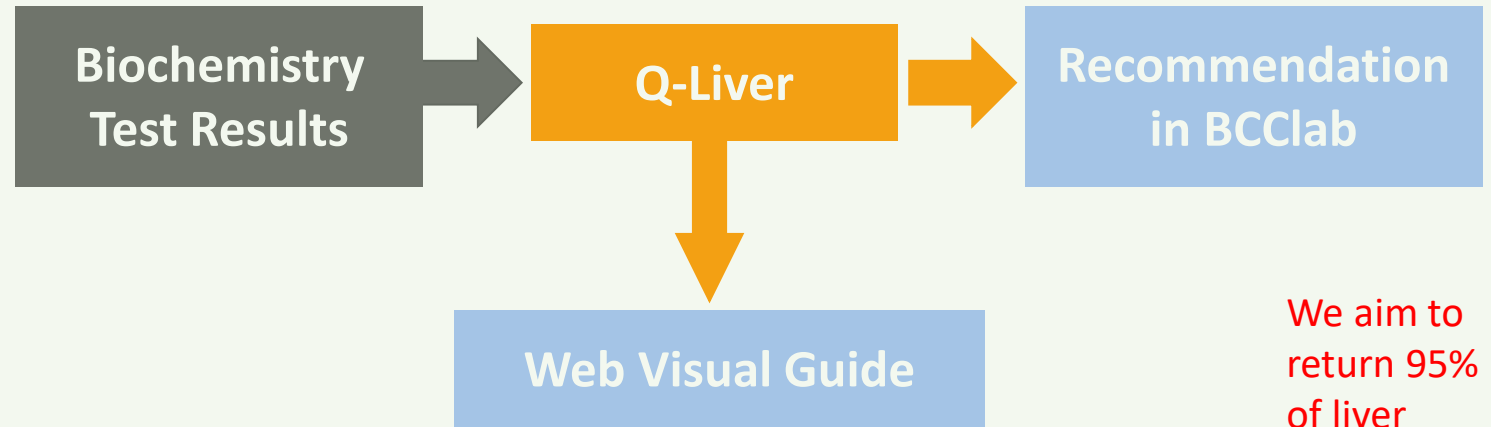 Biochemistry
Test Results
Q-Liver
Recommendation
in BCClab
Web Visual Guide
We aim to
return 95%
of liver